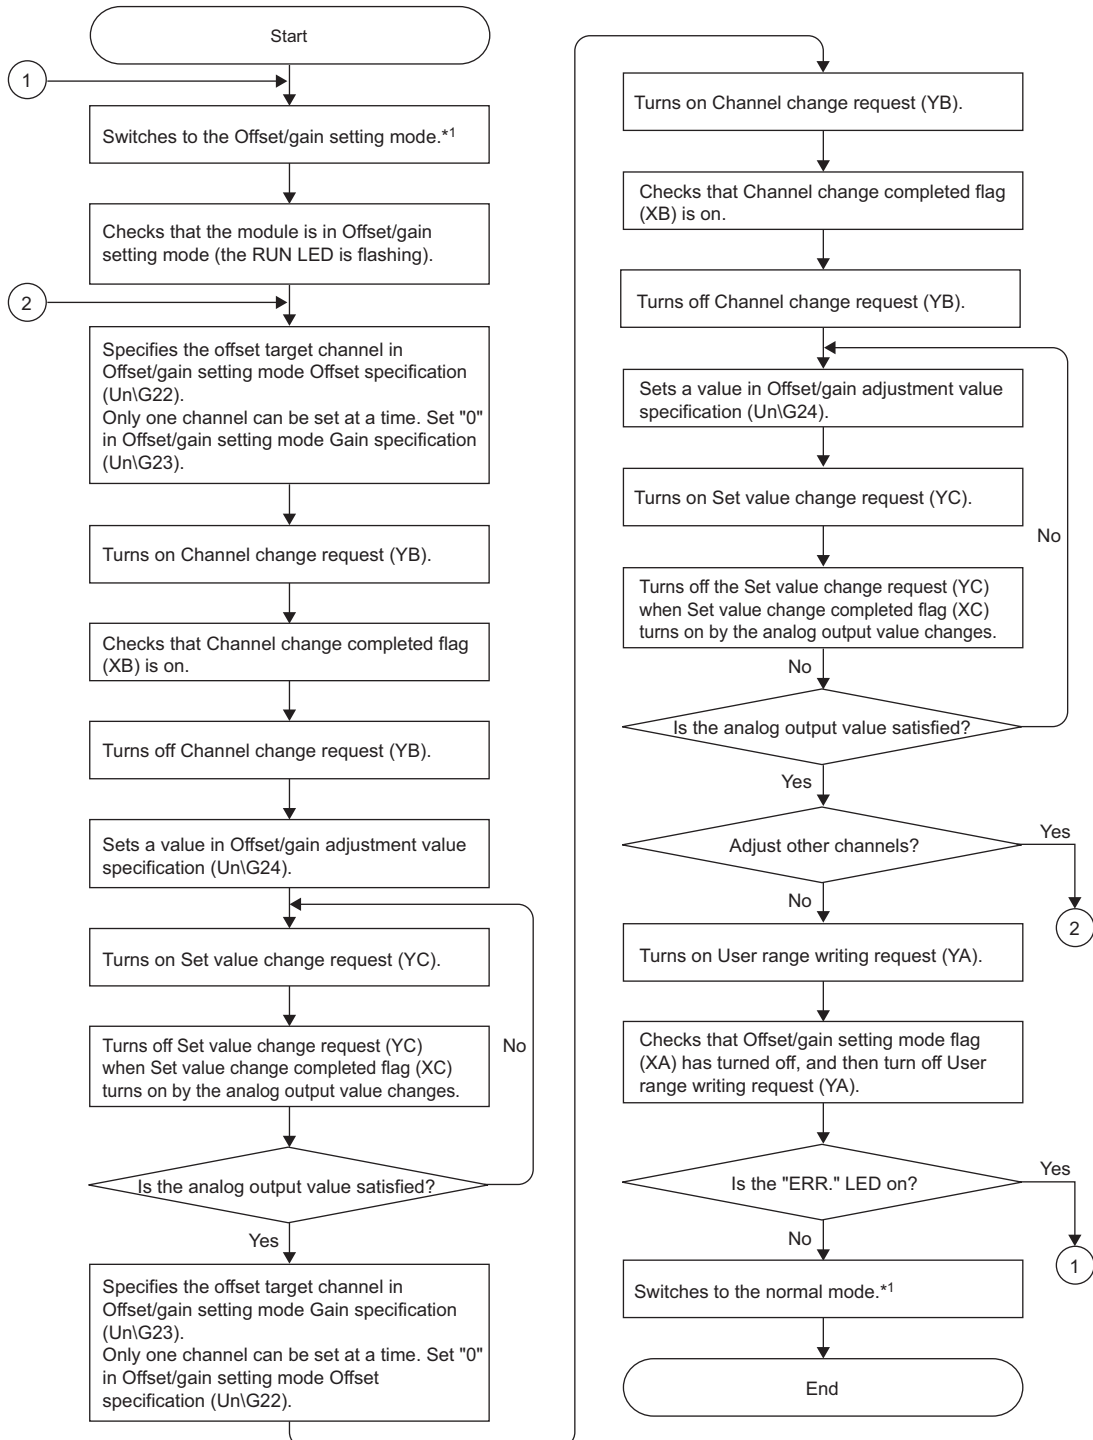 Start
1
Switches to the Offset/gain setting mode.*1
Checks that the module is in Offset/gain
setting mode (the RUN LED is flashing).
2
Specifies the offset target channel in
Offset/gain setting mode Offset specification
(Un\G22).
Only one channel can be set at a time. Set "0"
in Offset/gain setting mode Gain specification
(Un\G23).
Turns on Channel change request (YB).
Checks that Channel change completed flag
(XB) is on.
Turns off Channel change request (YB).
Sets a value in Offset/gain adjustment value
specification (Un\G24).
Turns on Set value change request (YC).
Turns off Set value change request (YC)
when Set value change completed flag (XC)
turns on by the analog output value changes.
No
Is the analog output value satisfied?
Yes
Specifies the offset target channel in
Offset/gain setting mode Gain specification
(Un\G23).
Only one channel can be set at a time. Set "0"
in Offset/gain setting mode Offset
specification (Un\G22).
Turns on Channel change request (YB).
Checks that Channel change completed flag
(XB) is on.
Turns off Channel change request (YB).
Sets a value in Offset/gain adjustment value
specification (Un\G24).
Turns on Set value change request (YC).
No
Turns off the Set value change request (YC)
when Set value change completed flag (XC)
turns on by the analog output value changes.
No
Is the analog output value satisfied?
Yes
Adjust other channels?
Yes
No
2
Turns on User range writing request (YA).
Checks that Offset/gain setting mode flag
(XA) has turned off, and then turn off User
range writing request (YA).
Is the "ERR." LED on?
Yes
No
1
Switches to the normal mode.*1
End